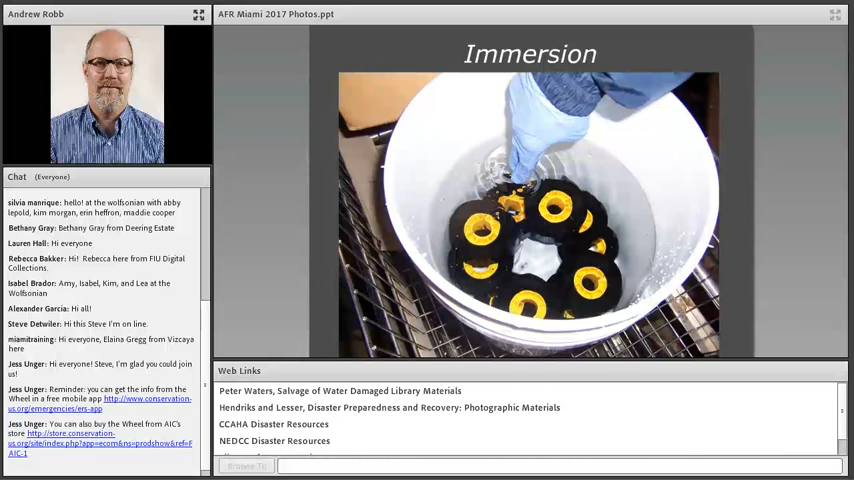 Andrew Robb
AFR Miami 2017 Photos.ppt
Immersion
Chat (Everyone)
silvia manrique: hello! at the wolfsonian with abby
lepold, kim morgan, erin heffron, maddie cooper
Bethany Gray: Bethany Gray from Deering Estate
Lauren Hall: Hi everyone
Rebecca Bakker: Hi! Rebecca here from FIU Digital
Collections.
Isabel Brador: Amy, Isabel, Kim, and Lea at the
Wolfsonian
Alexander Garcia: Hi all!
Steve Detwiler: Hi this Steve I'm on line.
miamitraining: Hi everyone, Elaina Gregg from Vizcaya
here
Jess Unger: Hi everyone! Steve, I'm glad you could join
us!
Jess Unger: Reminder: you can get the info from the
Wheel in a free mobile app http://www.conservation-
us.org/emergencies/ers-app
Jess Unger: You can also buy the Wheel from AIC's
store http://store.conservation-
us.org/site/index.php?app=ecom&ns=prodshow&ref=F
AIC-1
Web Links
Peter Waters, Salvage of Water Damaged Library Materials
Hendriks and Lesser, Disaster Preparedness and Recovery: Photographic Materials
CCAHA Disaster Resources
NEDCC Disaster Resources
Browse To